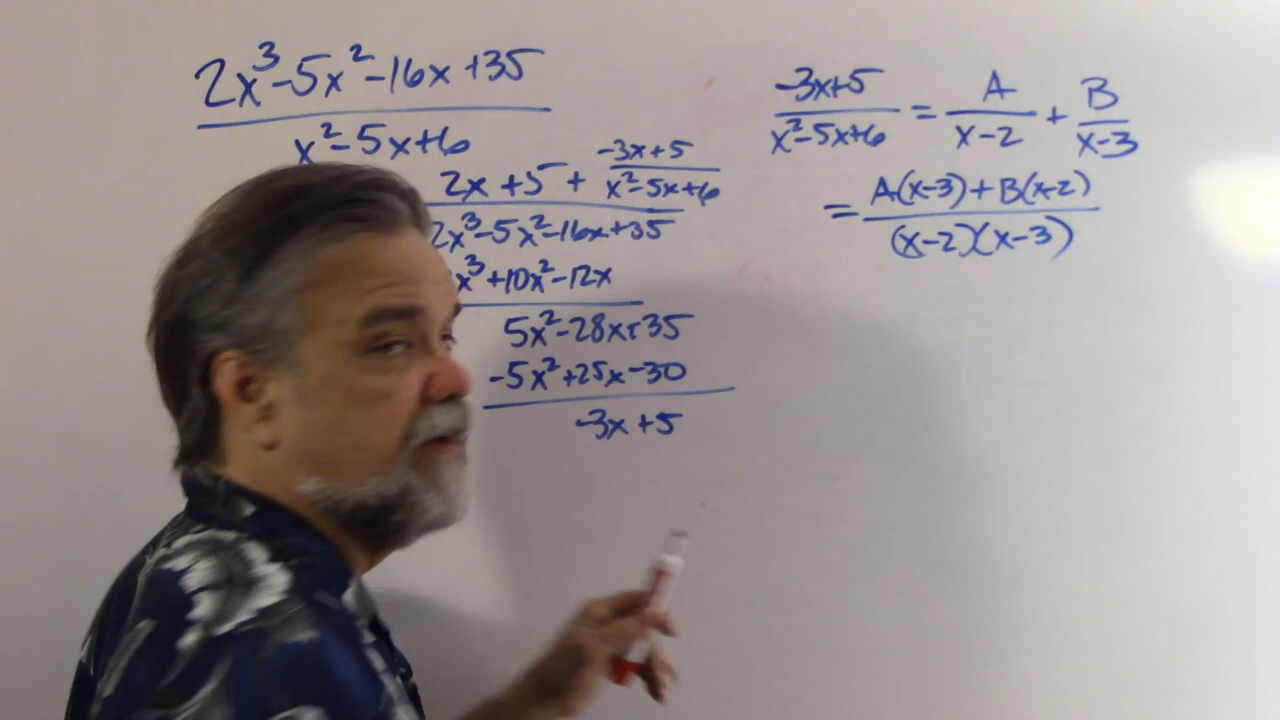 2x³-5x²-16x+35
x²-5x+6
-3x+5
2x+5+ x²-5x+6
2x³-5x²-16x+35
x³+10x²-12x
5x²-28x+35
-5x²+25x-30
-3x+5
-3x+5 = A + B
x²-5x+6 x-2 x-3
= A(x-3)+B(x-2)
(x-2)(x-3)